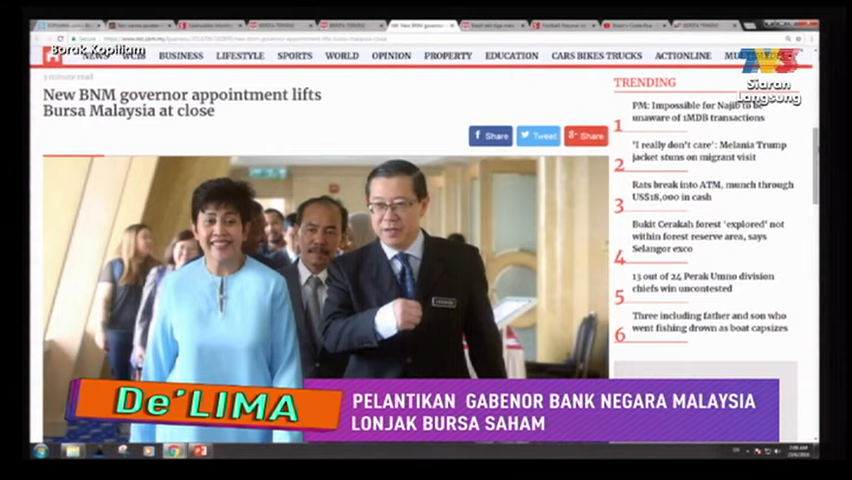 Borak Kopitiam
NEWS WCIS BUSINESS LIFESTYLE SPORTS WORLD OPINION PROPERTY EDUCATION CARS BIKES TRUCKS ACTIONLINE
TV3
Siaran
Langsung
3 minute read
New BNM governor appointment lifts
Bursa Malaysia at close
Share
Tweet
Share
TRENDING
1 PM: Impossible for Najib to be
unaware of 1MDB transactions
2 'I really don't care': Melania Trump
jacket stuns on migrant visit
3 Rats break into ATM, munch through
US$18,000 in cash
4 Bukit Cerakah forest 'explored' not
within forest reserve area, says
Selangor exco
5 13 out of 24 Perak Umno division
chiefs win uncontested
6 Three including father and son who
went fishing drown as boat capsizes
De'LIMA
PELANTIKAN GABENOR BANK NEGARA MALAYSIA
LONJAK BURSA SAHAM